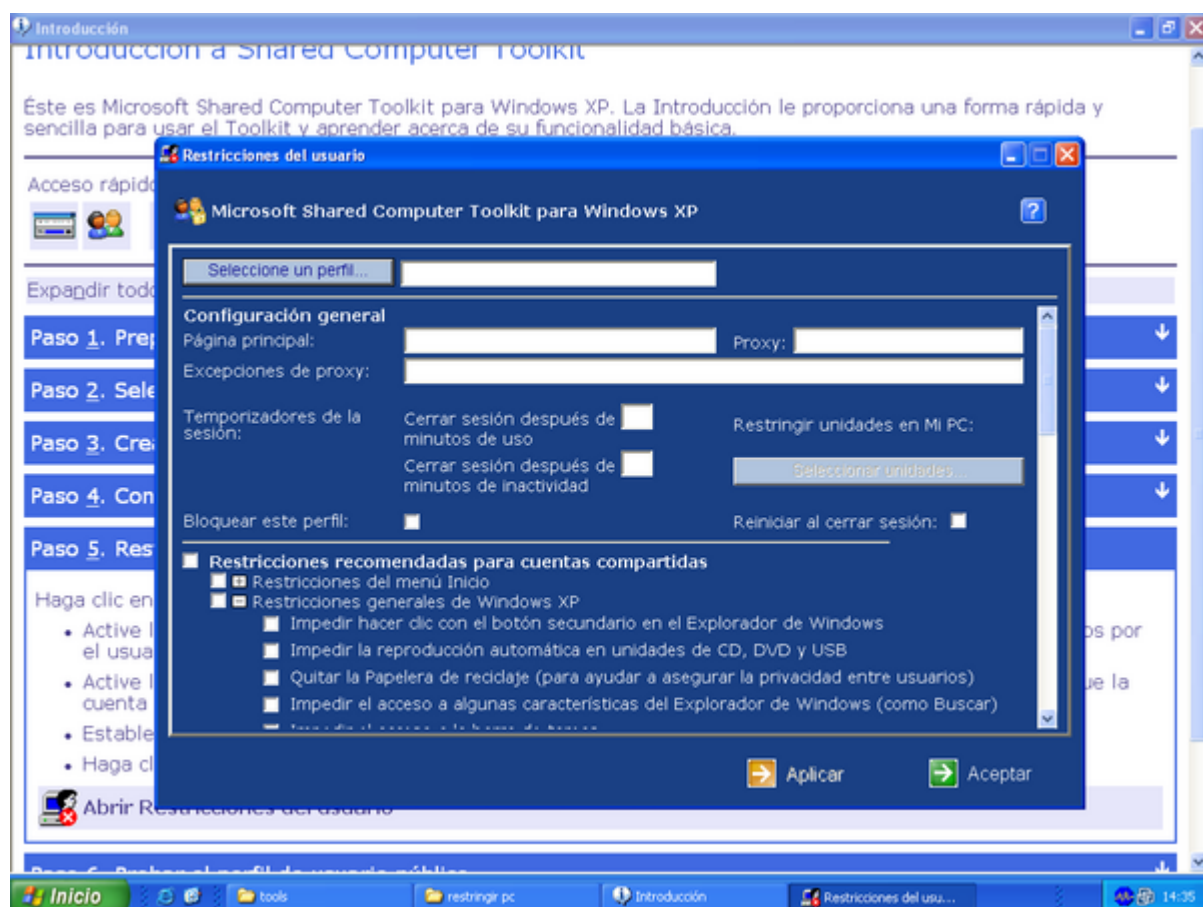 Introducción
Introducción a Shared Computer Toolkit
Éste es Microsoft Shared Computer Toolkit para Windows XP. La Introducción le proporciona una forma rápida y
sencilla para usar el Toolkit y aprender acerca de su funcionalidad básica.
Restricciones del usuario
Acceso rápido
Microsoft Shared Computer Toolkit para Windows XP
Seleccione un perfil...
Expandir todo
Configuración general
Paso 1. Prep
Página principal:
Proxy:
Excepciones de proxy:
Paso 2. Sele
Temporizadores de la
sesión:
Cerrar sesión después de
minutos de uso
Restringir unidades en Mi PC:
Paso 3. Crea
Cerrar sesión después de
minutos de inactividad
Seleccionar unidades...
Paso 4. Con
Bloquear este perfil:
Reiniciar al cerrar sesión:
Paso 5. Res
Restricciones recomendadas para cuentas compartidas
Restricciones del menú Inicio
Restricciones generales de Windows XP
Haga clic en
Impedir hacer clic con el botón secundario en el Explorador de Windows
Active l
os por
el usua
Impedir la reproducción automática en unidades de CD, DVD y USB
Quitar la Papelera de reciclaje (para ayudar a asegurar la privacidad entre usuarios)
Active l
ue la
cuenta
Impedir el acceso a algunas características del Explorador de Windows (como Buscar)
Estable
Haga cl
Aplicar
Aceptar
Abrir Restricciones del usuario
Paso 6. Probar el perfil de usuario público
Inicio
tools
restringir pc
Introducción
Restricciones del usu...
14:35